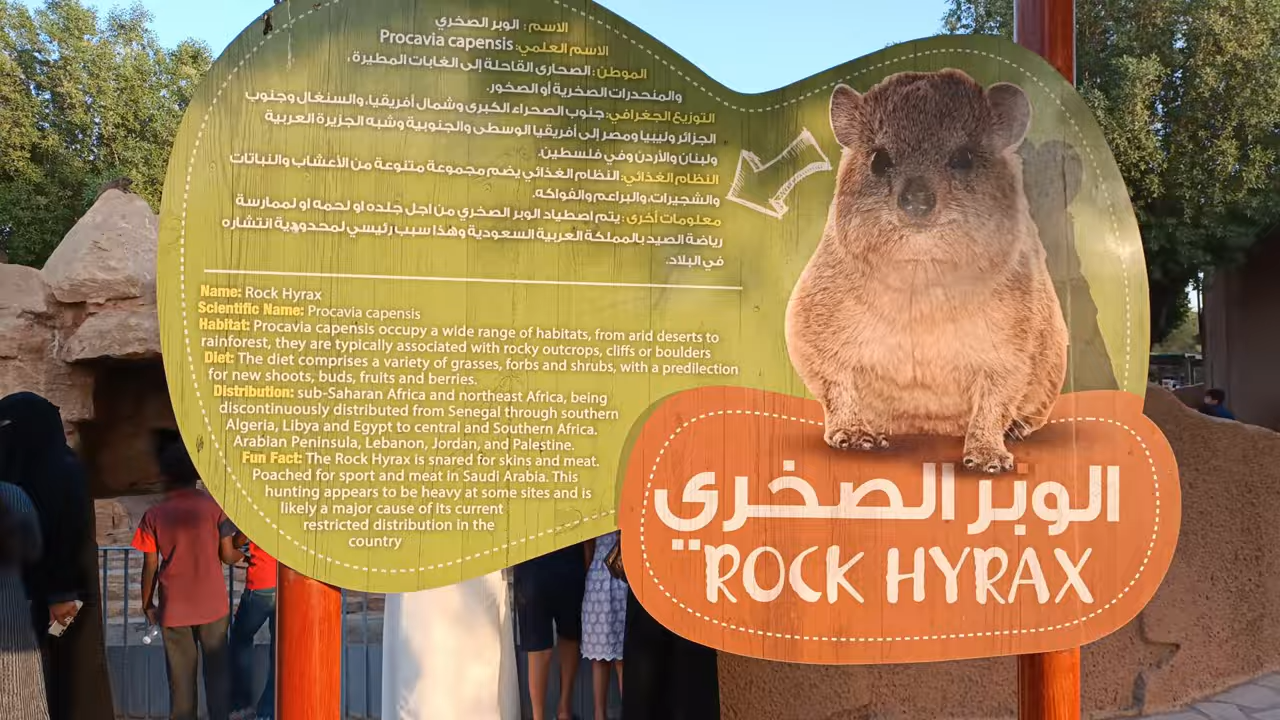 الاسم : الوبر الصخري
الاسم العلمي: Procavia capensis
الموطن : الصحارى القاحلة إلى الغابات المطيرة،
والمنحدرات الصخرية أو الصخور.
التوزيع الجغرافي: جنوب الصحراء الكبرى وشمال أفريقيا، والسنغال وجنوب
الجزائر وليبيا ومصر إلى أفريقيا الوسطى والجنوبية وشبه الجزيرة العربية
ولبنان والأردن وفي فلسطين.
النظام الغذائي: النظام الغذائي يضم مجموعة متنوعة من الأعشاب والنباتات
والشجيرات، والبراعم والفواكه.
معلومات أخرى : يتم اصطياد الوبر الصخري من اجل جلده او لحمه او لممارسة
رياضة الصيد بالمملكة العربية السعودية وهذا سبب رئيسي لمحدودية انتشاره
في البلاد.
Name: Rock Hyrax
Scientific Name: Procavia capensis
Habitat: Procavia capensis occupy a wide range of habitats, from arid deserts to
rainforest, they are typically associated with rocky outcrops, cliffs or boulders
Diet: The diet comprises a variety of grasses, forbs and shrubs, with a predilection
for new shoots, buds, fruits and berries.
Distribution: sub-Saharan Africa and northeast Africa, being
discontinuously distributed from Senegal through southern
Algeria, Libya and Egypt to central and Southern Africa.
Arabian Peninsula, Lebanon, Jordan, and Palestine.
Fun Fact: The Rock Hyrax is snared for skins and meat.
Poached for sport and meat in Saudi Arabia. This
hunting appears to be heavy at some sites and is
likely a major cause of its current
restricted distribution in the
country
الوبر الصخري
ROCK HYRAX